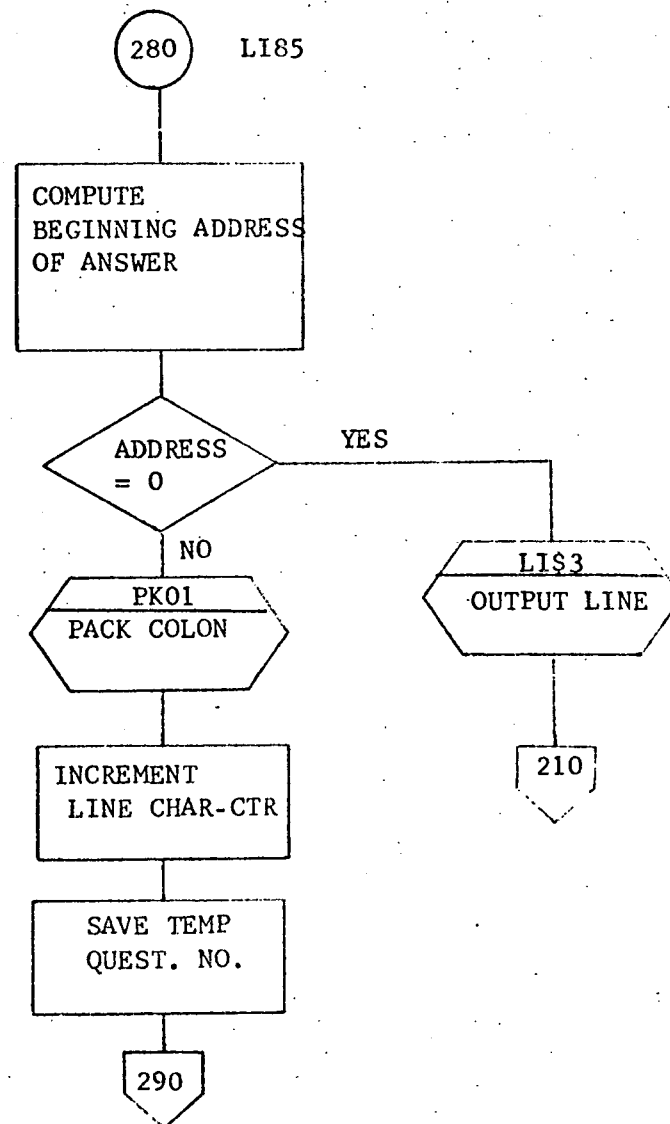 280 LI85
COMPUTE
BEGINNING ADDRESS
OF ANSWER
ADDRESS
= 0
YES
NO
PK01
PACK COLON
LI$3
OUTPUT LINE
INCREMENT
LINE CHAR-CTR
210
SAVE TEMP
QUEST. NO.
290